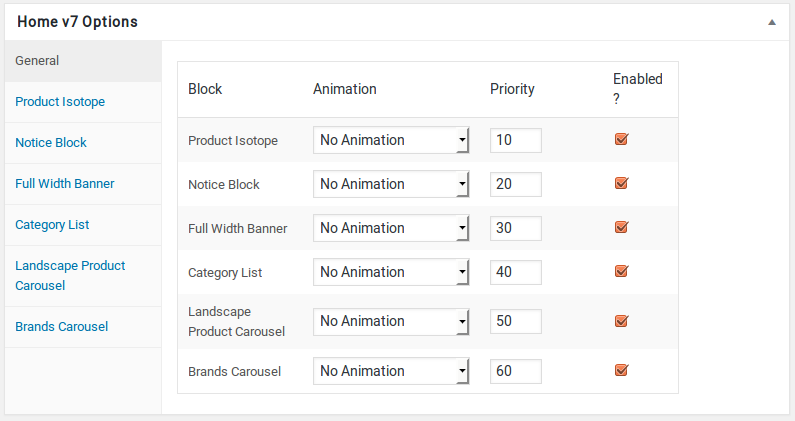 Home v7 Options
General
Product Isotope
Notice Block
Full Width Banner
Category List
Landscape Product
Carousel
Brands Carousel
Block Animation Priority Enabled
?
Product Isotope No Animation 10
Notice Block No Animation 20
Full Width Banner No Animation 30
Category List No Animation 40
Landscape
Product Carousel No Animation 50
Brands Carousel No Animation 60